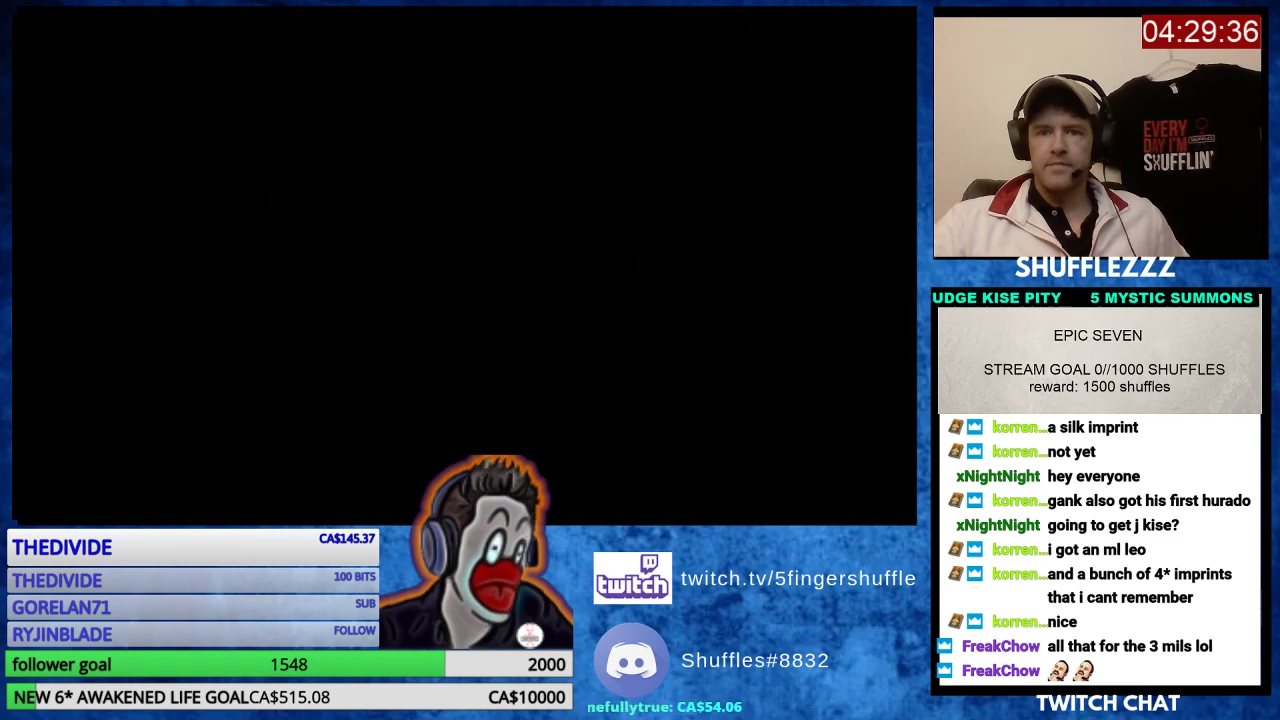 04:29:36
EVERY
DAY I'M
SHUFFLIN'
SHUFFLEZZZ
UDGE KISE PITY 5 MYSTIC SUMMONS
EPIC SEVEN
STREAM GOAL 0//1000 SHUFFLES
reward: 1500 shuffles
korren... a silk imprint
korren... not yet
xNightNight hey everyone
korren... gank also got his first hurado
xNightNight going to get j kise?
korren... i got an ml leo
korren... and a bunch of 4* imprints
that i cant remember
korren... nice
FreakChow all that for the 3 mils lol
FreakChow
TWITCH CHAT
THEDIVIDE CA$145.37
THEDIVIDE 100 BITS
GORELAN71 SUB
RYJINBLADE FOLLOW
follower goal 1548 2000
NEW 6* AWAKENED LIFE GOAL CA$515.08 CA$10000
twitch
twitch.tv/5fingershuffle
Shuffles#8832
nefullytrue: CA$54.06